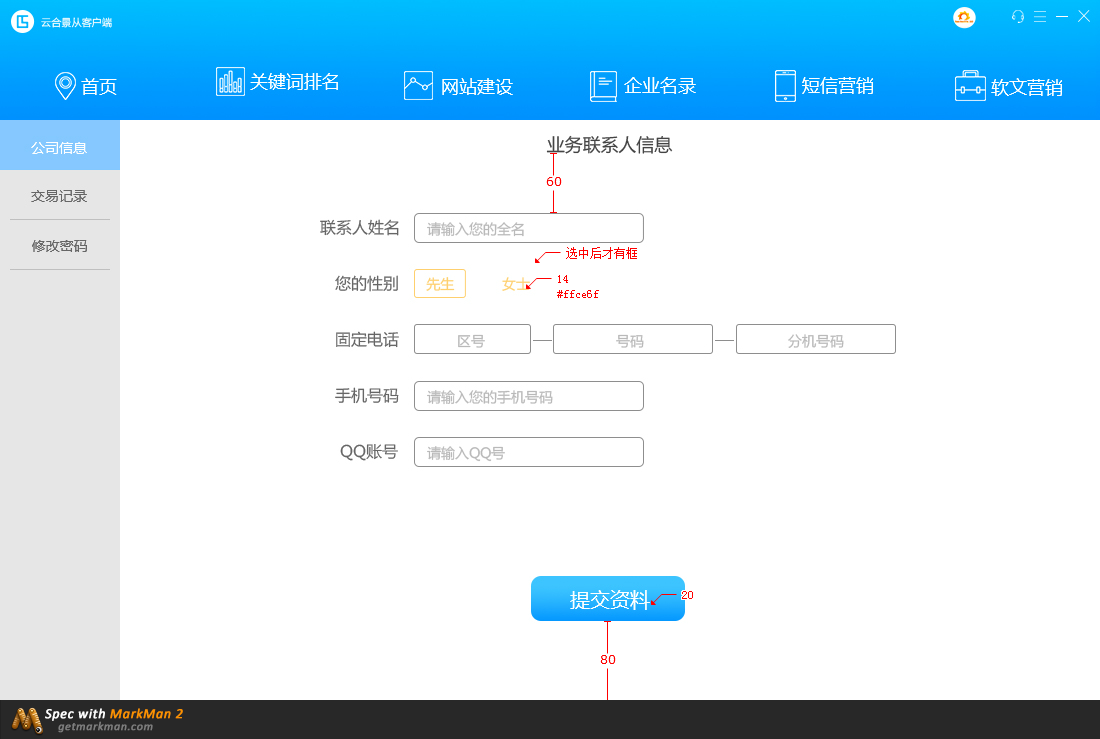 云合景从客户端
首页
关键词排名
网站建设
企业名录
短信营销
软文营销
公司信息
交易记录
修改密码
业务联系人信息
60
联系人姓名 请输入您的全名
选中后才有框
您的性别 先生 女士
14
#ffce6f
固定电话 区号 — 号码 — 分机号码
手机号码 请输入您的手机号码
QQ账号 请输入QQ号
提交资料
20
80
Spec with MarkMan 2
getmarkman.com